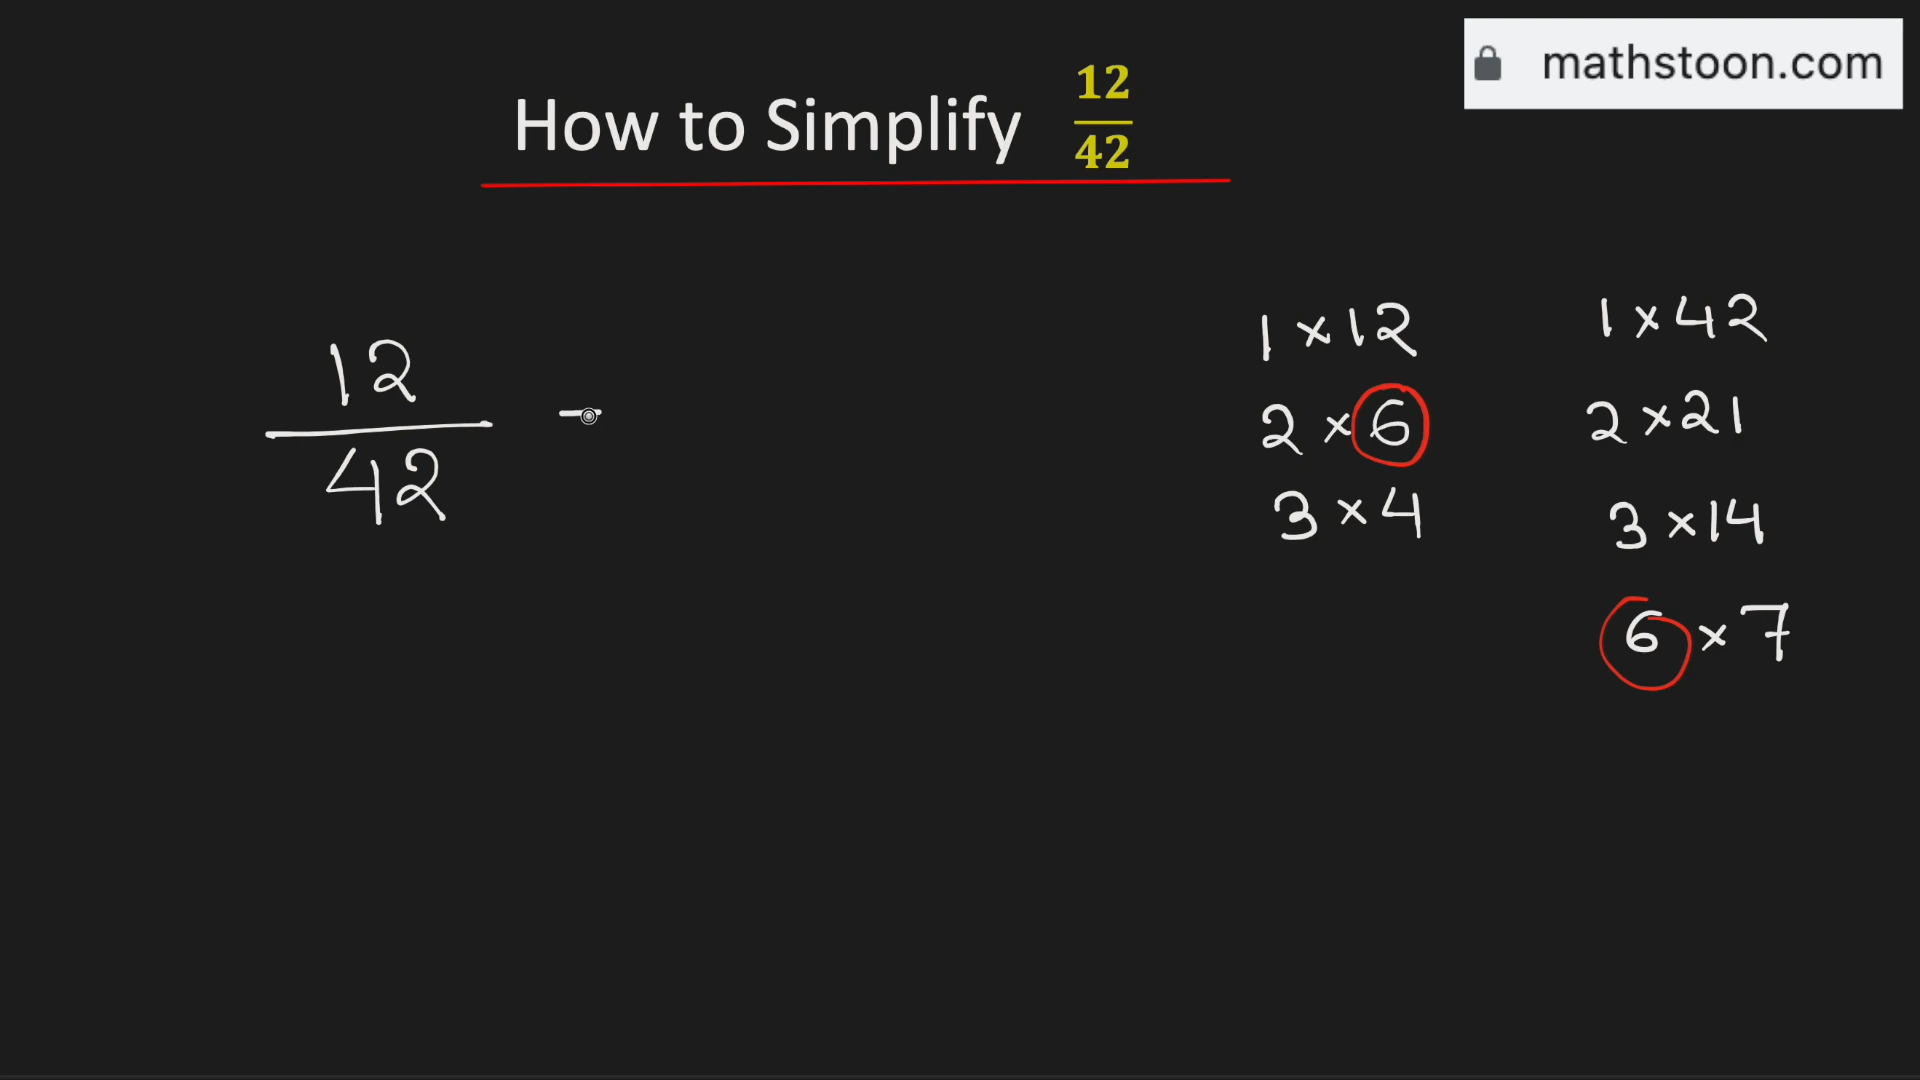 mathstoon.com
How to Simplify 12/42
12/42 -
1 × 12
2 × 6
3 × 4
1 × 42
2 × 21
3 × 14
6 × 7